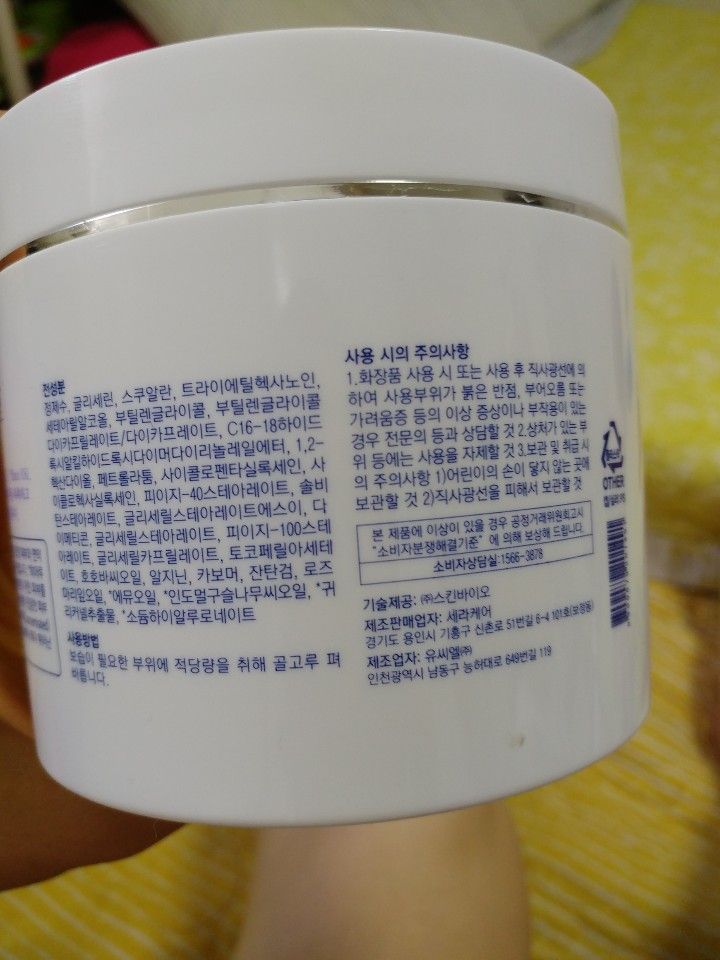 전성분
정제수, 글리세린, 스쿠알란, 트라이에틸헥사노인,
세테아릴알코올, 부틸렌글라이콜, 부틸렌글라이콜
다이카프릴레이트/다이카프레이트, C16-18하이드
록시알킬하이드록시다이머다이리놀레일에터, 1,2-
헥산다이올, 페트롤라툼, 사이클로펜타실록세인, 사
이클로헥사실록세인, 피이지-40스테아레이트, 솔비
탄스테아레이트, 글리세릴스테아레이트에스이, 다
이메티콘, 글리세릴스테아레이트, 피이지-100스테
아레이트, 글리세릴카프릴레이트, 토코페릴아세테
이트, 호호바씨오일, 알지닌, 카보머, 잔탄검, 로즈
마리잎오일, *에뮤오일, *인도멀구슬나무씨오일, *귀
리커넬추출물, *소듐하이알루로네이트
사용방법
보습이 필요한 부위에 적당량을 취해 골고루 펴
바릅니다.
사용 시의 주의사항
1.화장품 사용 시 또는 사용 후 직사광선에 의
하여 사용부위가 붉은 반점, 부어오름 또는
가려움증 등의 이상 증상이나 부작용이 있는
경우 전문의 등과 상담할 것 2.상처가 있는 부
위 등에는 사용을 자제할 것 3.보관 및 취급 시
의 주의사항 1)어린이의 손이 닿지 않는 곳에
보관할 것 2)직사광선을 피해서 보관할 것
본 제품에 이상이 있을 경우 공정거래위원회고시
"소비자분쟁해결기준" 에 의해 보상해 드립니다.
소비자상담실:1566-3878
기술제공: ㈜스킨바이오
제조판매업자: 세라케어
경기도 용인시 기흥구 신촌로 51번길 6-4 101호(보정동)
제조업자: 유씨엘㈜
인천광역시 남동구 능허대로 649번길 119
OTHER